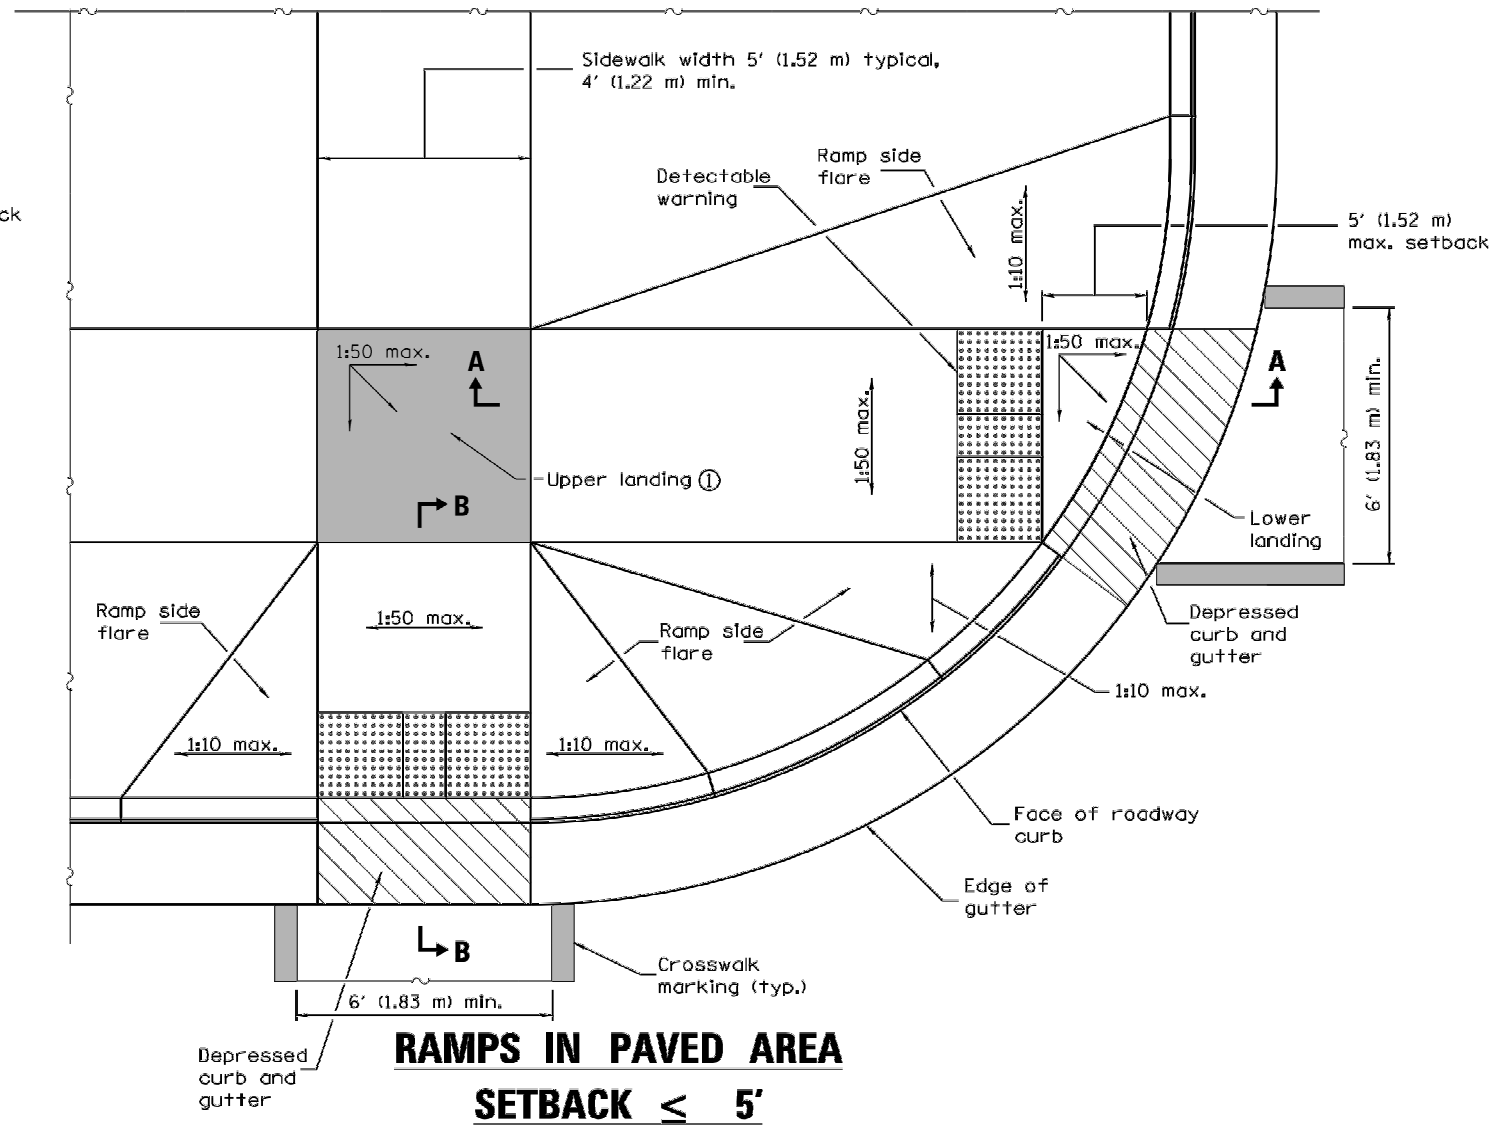 Sidewalk width 5' (1.52 m) typical,
4' (1.22 m) min.
Ramp side
flare
Detectable
warning
ck
1:10 max.
5' (1.52 m)
max. setback
1:50 max.
A
1:50 max.
A
1:50 max.
6' (1.83 m) min.
Upper landing ①
B
Lower
landing
Ramp side
flare
1:50 max.
Ramp side
flare
Depressed
curb and
gutter
1:10 max.
1:10 max.
1:10 max.
Face of roadway
curb
Edge of
gutter
B
Crosswalk
marking (typ.)
6' (1.83 m) min.
Depressed
curb and
gutter
RAMPS IN PAVED AREA
SETBACK ≤ 5'